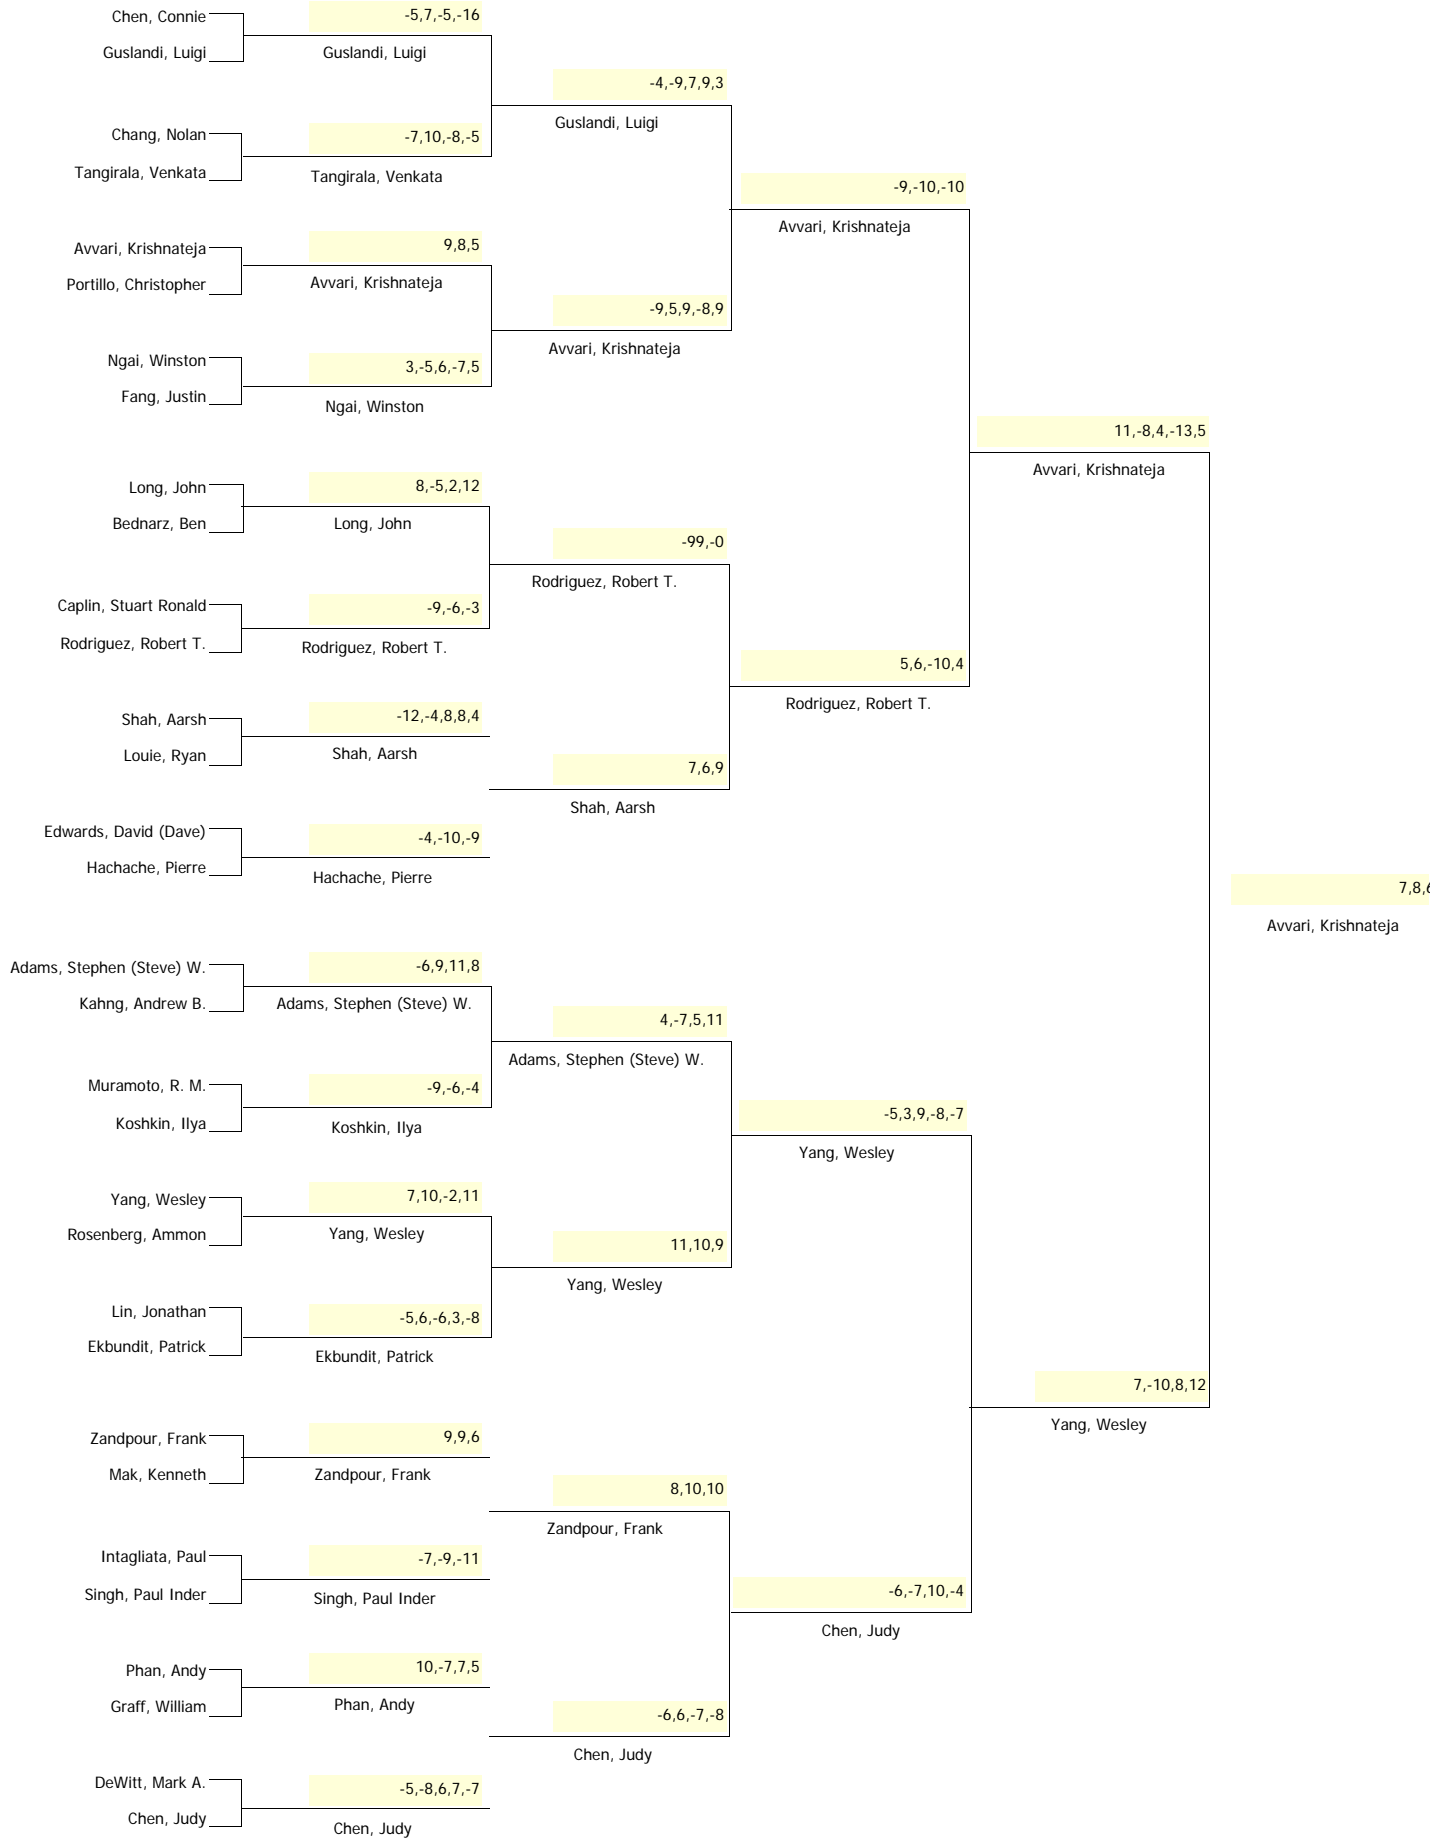 Chen, Connie
Guslandi, Luigi
-5,7,-5,-16
Guslandi, Luigi
-4,-9,7,9,3
Guslandi, Luigi
Chang, Nolan
Tangirala, Venkata
-7,10,-8,-5
Tangirala, Venkata
-9,-10,-10
Avvari, Krishnateja
Avvari, Krishnateja
Portillo, Christopher
9,8,5
Avvari, Krishnateja
-9,5,9,-8,9
Avvari, Krishnateja
Ngai, Winston
Fang, Justin
3,-5,6,-7,5
Ngai, Winston
11,-8,4,-13,5
Avvari, Krishnateja
Long, John
Bednarz, Ben
8,-5,2,12
Long, John
-99,-0
Rodriguez, Robert T.
Caplin, Stuart Ronald
Rodriguez, Robert T.
-9,-6,-3
Rodriguez, Robert T.
5,6,-10,4
Rodriguez, Robert T.
Shah, Aarsh
Louie, Ryan
-12,-4,8,8,4
Shah, Aarsh
7,6,9
Shah, Aarsh
Edwards, David (Dave)
Hachache, Pierre
-4,-10,-9
Hachache, Pierre
7,8,6
Avvari, Krishnateja
Adams, Stephen (Steve) W.
Kahng, Andrew B.
-6,9,11,8
Adams, Stephen (Steve) W.
4,-7,5,11
Adams, Stephen (Steve) W.
Muramoto, R. M.
Koshkin, Ilya
-9,-6,-4
Koshkin, Ilya
-5,3,9,-8,-7
Yang, Wesley
Yang, Wesley
Rosenberg, Ammon
7,10,-2,11
Yang, Wesley
11,10,9
Yang, Wesley
Lin, Jonathan
Ekbundit, Patrick
-5,6,-6,3,-8
Ekbundit, Patrick
7,-10,8,12
Yang, Wesley
Zandpour, Frank
Mak, Kenneth
9,9,6
Zandpour, Frank
8,10,10
Zandpour, Frank
Intagliata, Paul
Singh, Paul Inder
-7,-9,-11
Singh, Paul Inder
-6,-7,10,-4
Chen, Judy
Phan, Andy
Graff, William
10,-7,7,5
Phan, Andy
-6,6,-7,-8
Chen, Judy
DeWitt, Mark A.
Chen, Judy
-5,-8,6,7,-7
Chen, Judy